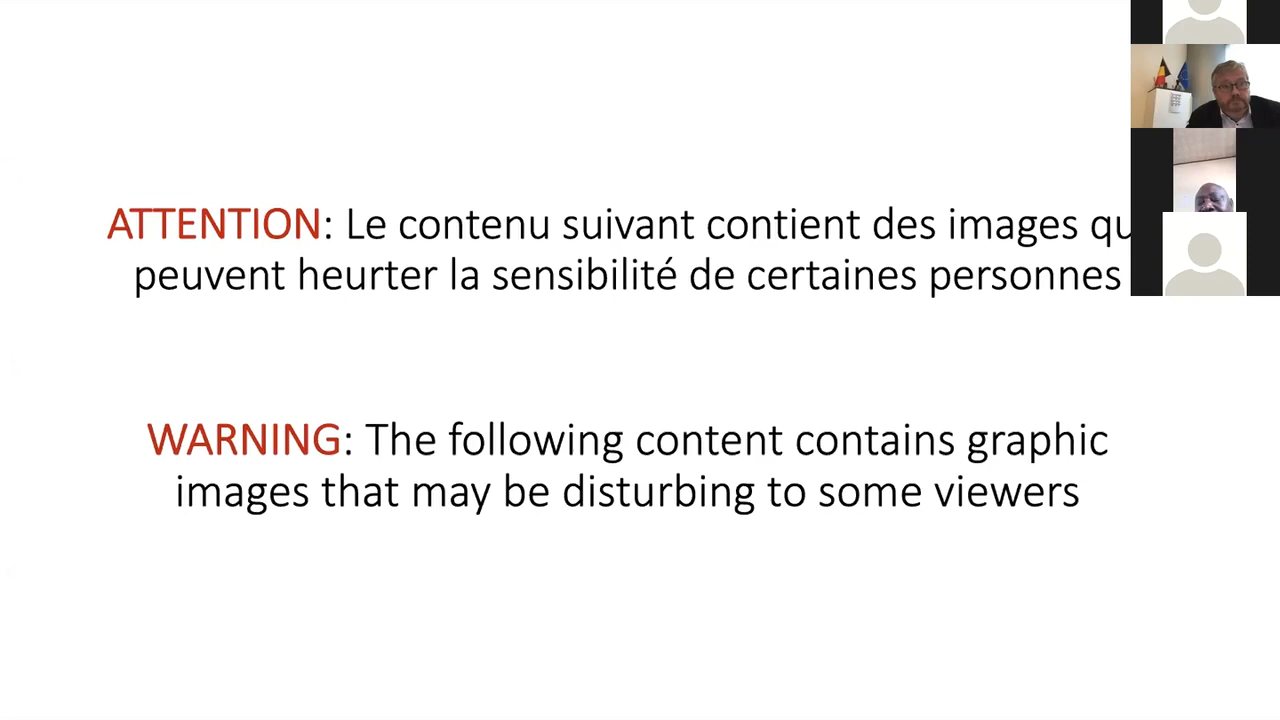 ATTENTION: Le contenu suivant contient des images qu
peuvent heurter la sensibilité de certaines personnes
WARNING: The following content contains graphic
images that may be disturbing to some viewers